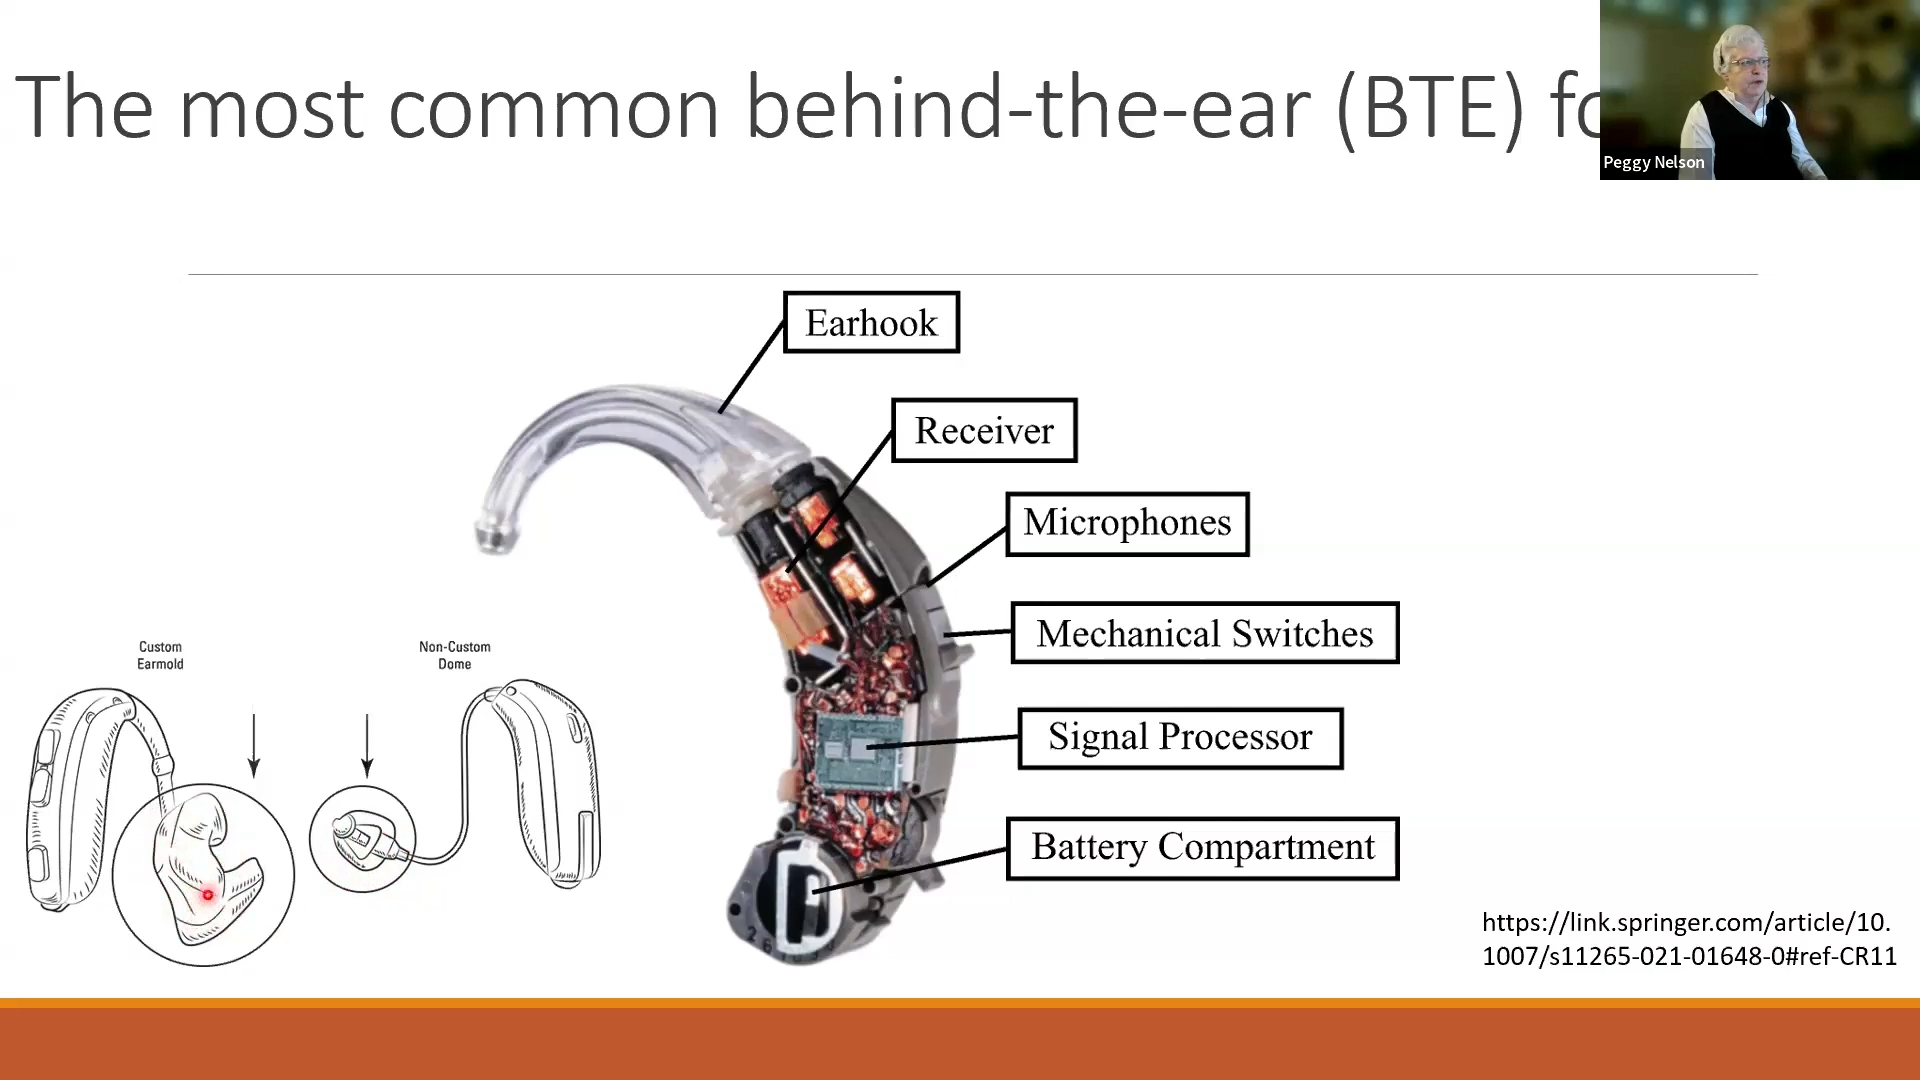 The most common behind-the-ear (BTE) fo
Peggy Nelson
Earhook
Receiver
Microphones
Mechanical Switches
Signal Processor
Battery Compartment
Custom
Earmold
Non-Custom
Dome
https://link.springer.com/article/10.
1007/s11265-021-01648-0#ref-CR11